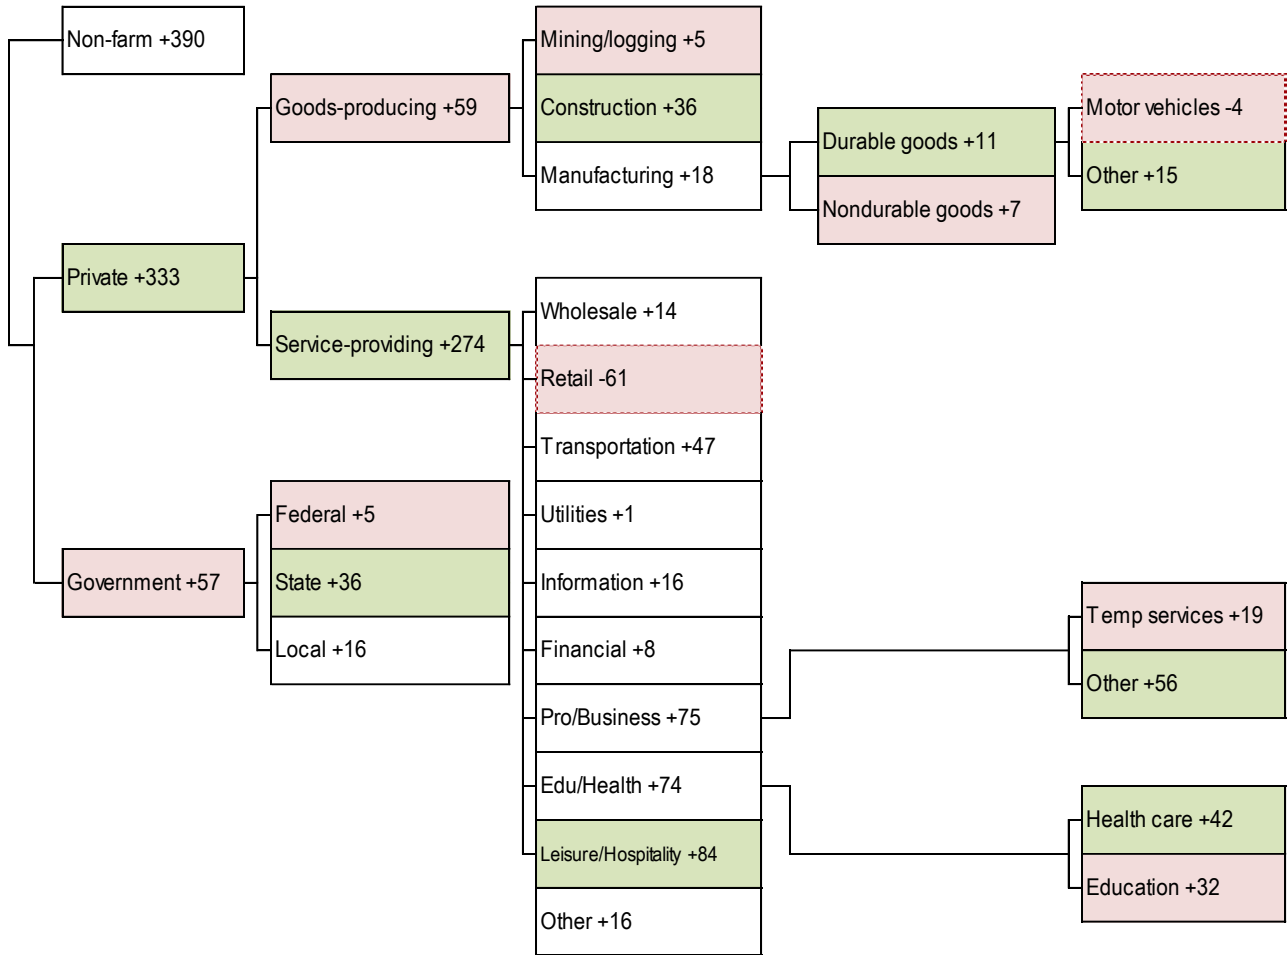 Non-farm +390
Private +333
Government +57
Goods-producing +59
Service-providing +274
Federal +5
State +36
Local +16
Mining/logging +5
Construction +36
Manufacturing +18
Wholesale +14
Retail -61
Transportation +47
Utilities +1
Information +16
Financial +8
Pro/Business +75
Edu/Health +74
Leisure/Hospitality +84
Other +16
Durable goods +11
Nondurable goods +7
Motor vehicles -4
Other +15
Temp services +19
Other +56
Health care +42
Education +32